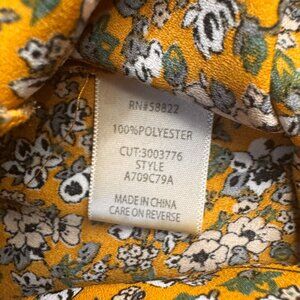 RN#58822
100%POLYESTER
CUT:3003776
STYLE
A709C79A
MADE IN CHINA
CARE ON REVERSE